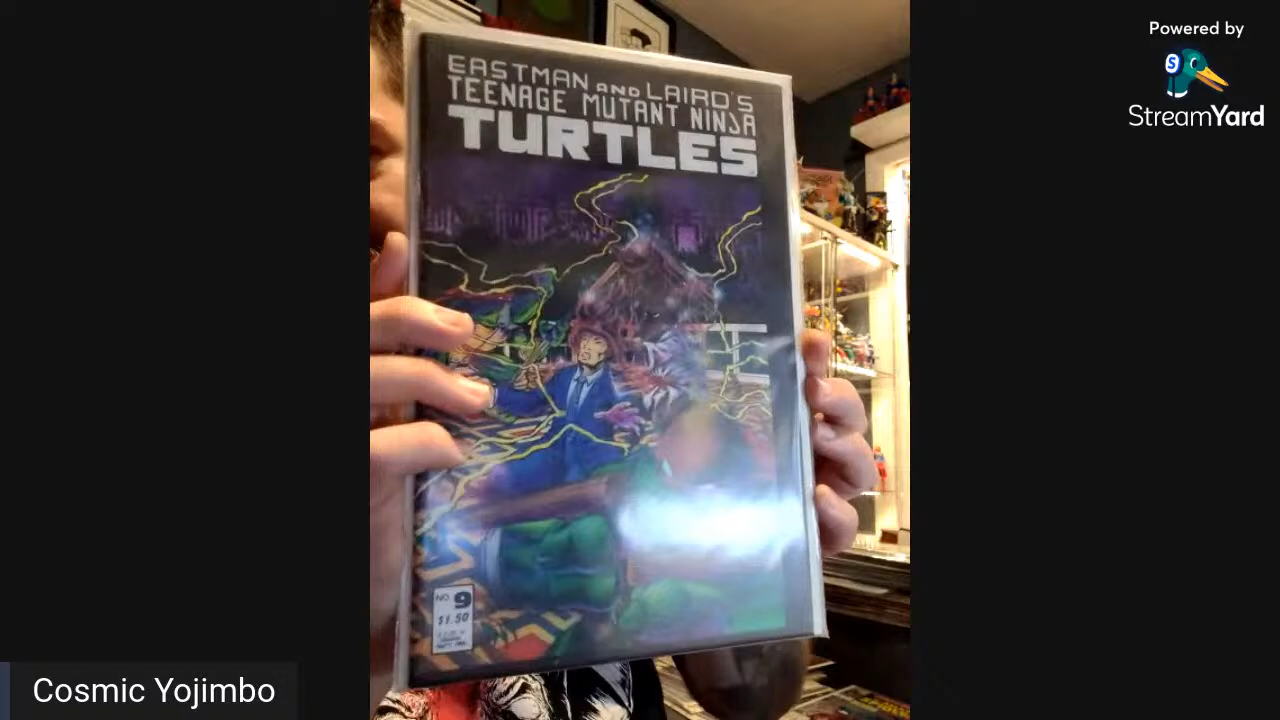 EASTMAN AND LAIRD'S
TEENAGE MUTANT NINJA
TURTLES
NO. 9
$1.50
Powered by
StreamYard
Cosmic Yojimbo